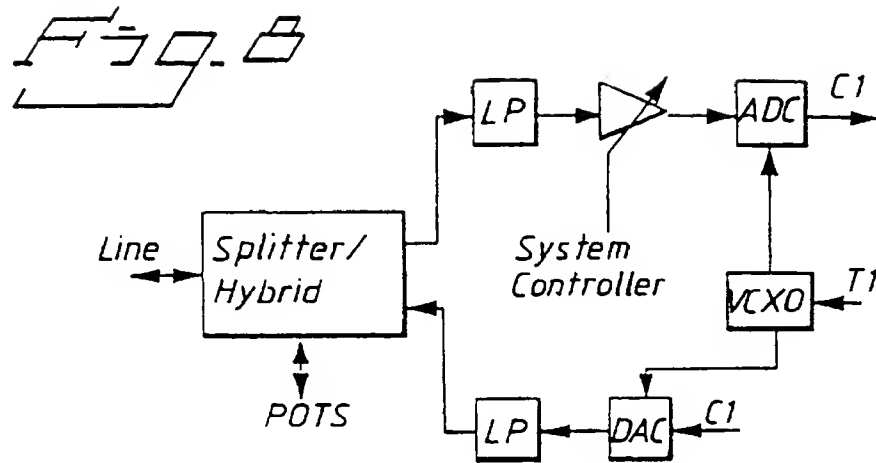 Fig. 8
LP
ADC
C1
Line
Splitter/
Hybrid
System
Controller
VCXO
T1
POTS
LP
DAC
C1